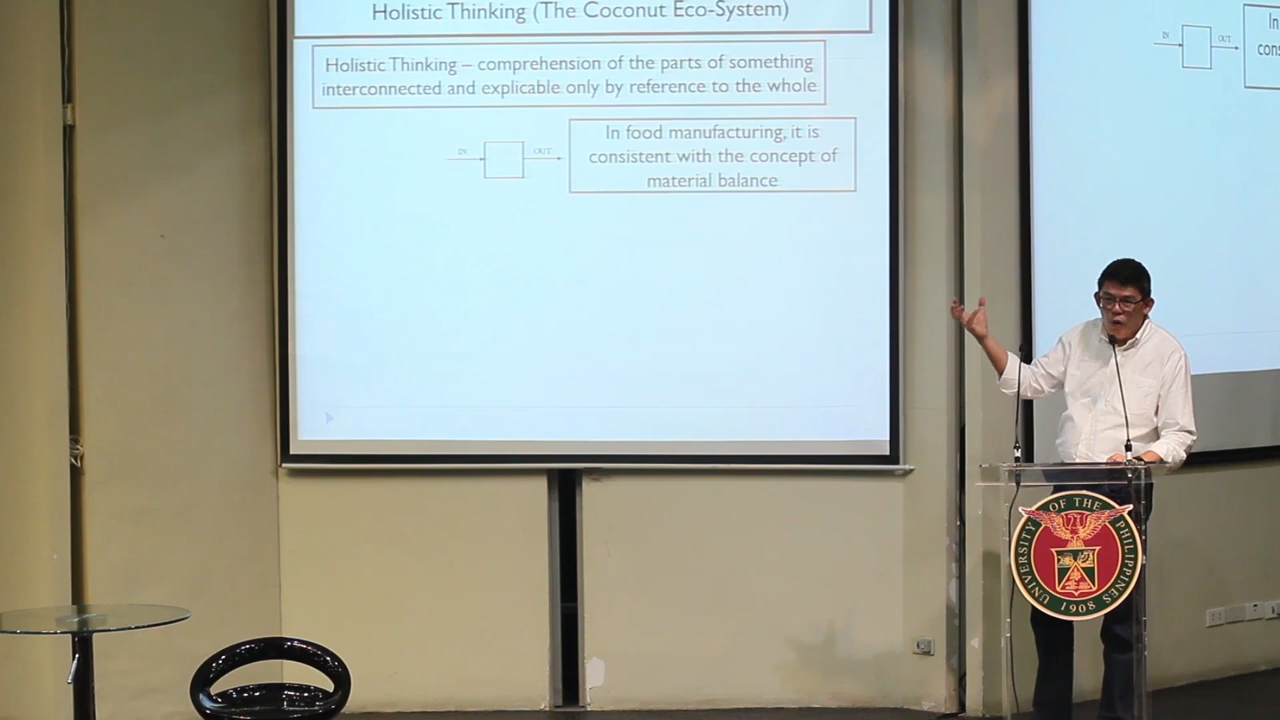 Holistic Thinking (The Coconut Eco-System)
Holistic Thinking – comprehension of the parts of something
interconnected and explicable only by reference to the whole
IN
OUT
In food manufacturing, it is
consistent with the concept of
material balance
IN
OUT
In
cons
UNIVERSITY OF THE PHILIPPINES
1908